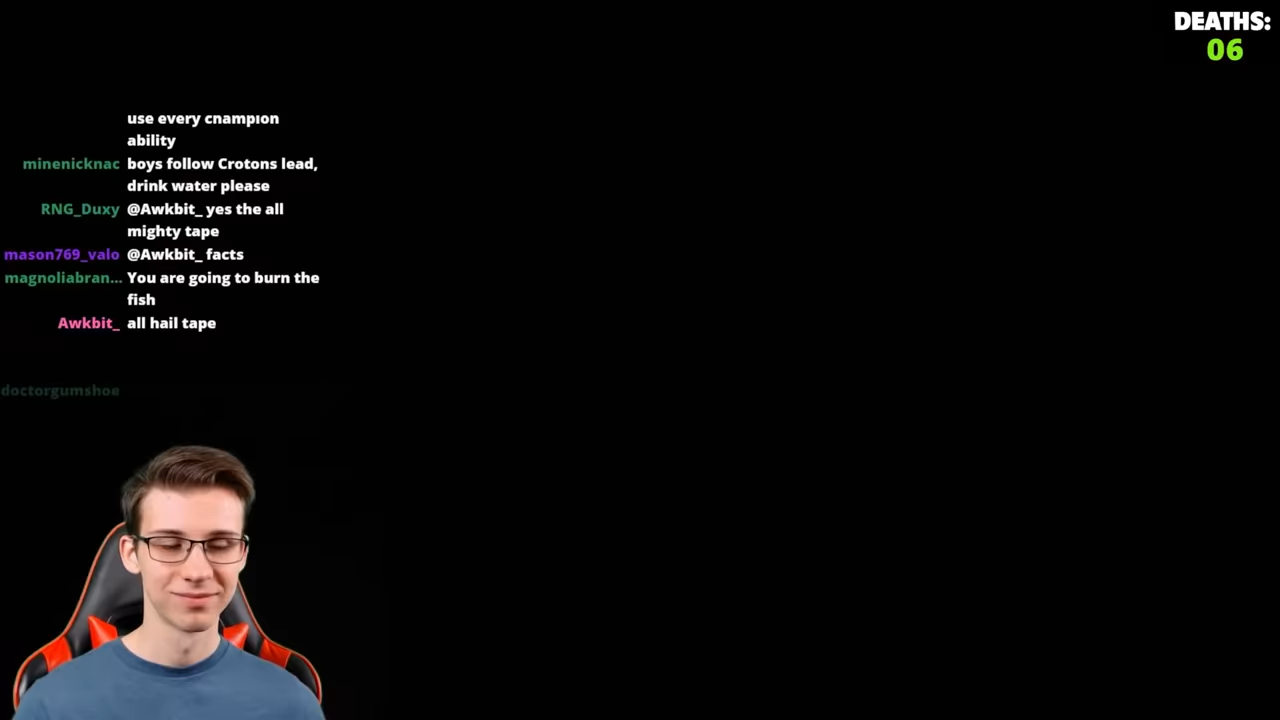 DEATHS:
06
use every champion
ability
minenicknac boys follow Crotons lead,
drink water please
RNG_Duxy @Awkbit_ yes the all
mighty tape
mason769_valo @Awkbit_ facts
magnoliabran... You are going to burn the
fish
Awkbit_ all hail tape
doctorgumshoe